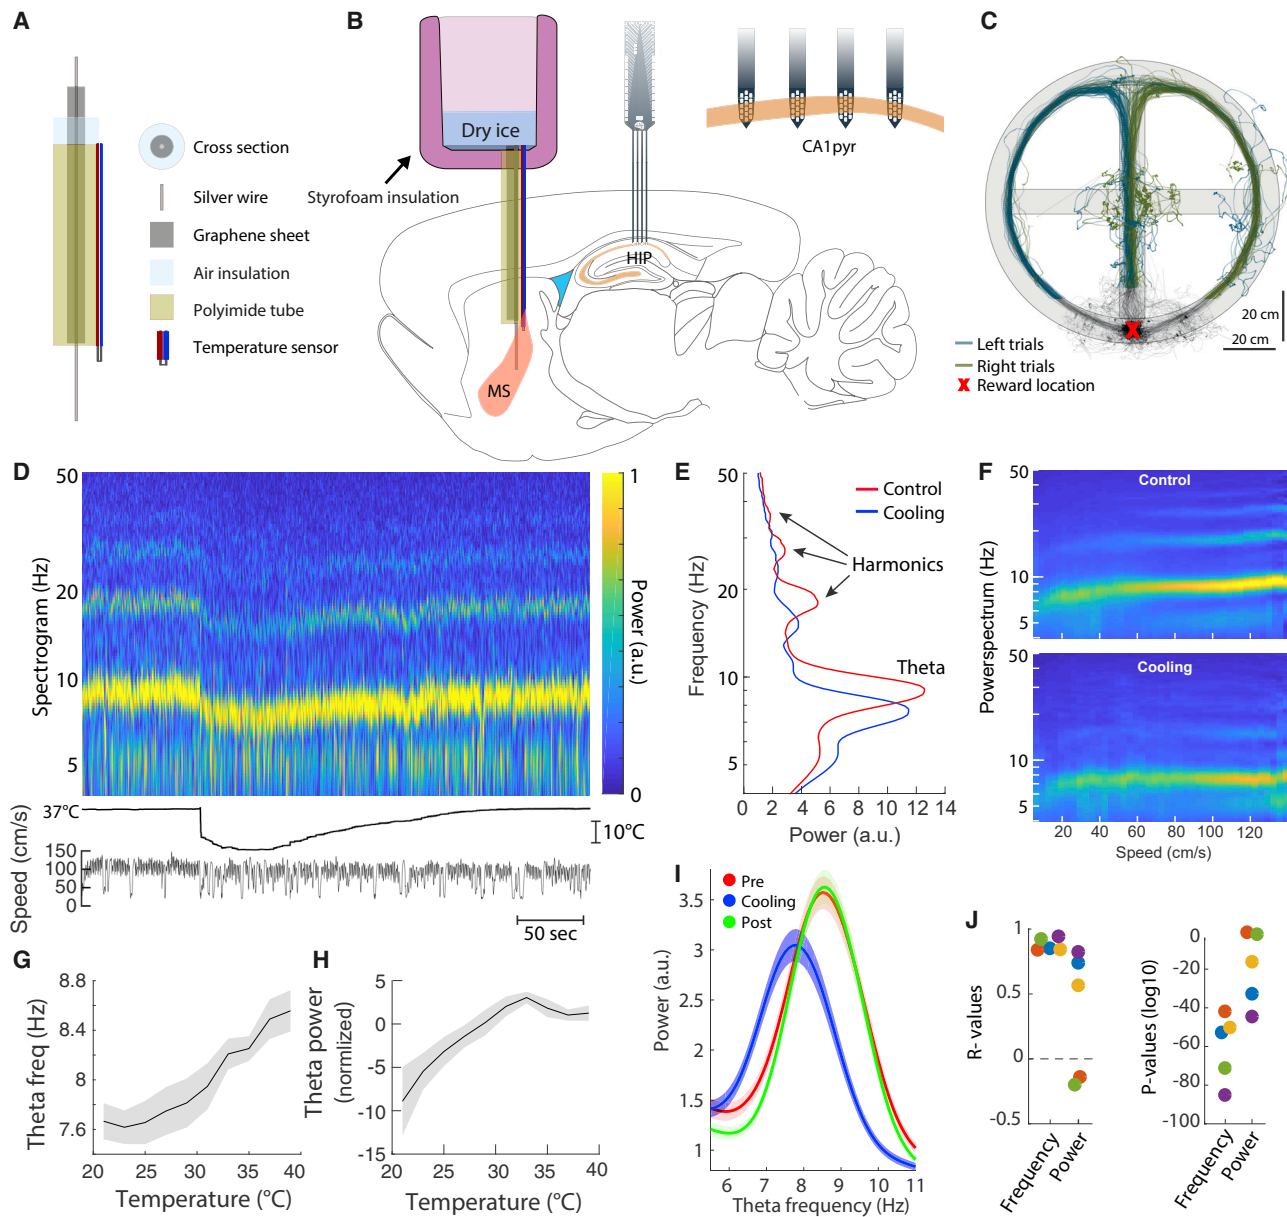 A
Cross section
Silver wire
Graphene sheet
Air insulation
Polyimide tube
Temperature sensor
B
Dry ice
Styrofoam insulation
HIP
MS
CA1pyr
C
20 cm
20 cm
Left trials
Right trials
X Reward location
D
Spectrogram (Hz)
50
20
10
5
1
0
Power (a.u.)
37°C
10°C
Speed (cm/s)
150
100
50
0
50 sec
E
Frequency (Hz)
50
20
10
5
Control
Cooling
Harmonics
Theta
0 2 4 6 8 10 12 14
Power (a.u.)
F
Powerspectrum (Hz)
50
10
5
Control
50
10
5
Cooling
20 40 60 80 100 120
Speed (cm/s)
G
Theta freq (Hz)
8.8
8.4
8
7.6
20 25 30 35 40
Temperature (°C)
H
Theta power
(normlized)
5
0
-5
-10
-15
20 25 30 35 40
Temperature (°C)
I
Pre
Cooling
Post
Power (a.u.)
3.5
3
2.5
2
1.5
1
6 7 8 9 10 11
Theta frequency (Hz)
J
R- values
1
0.5
0
-0.5
Frequency
Power
P-values (log10)
0
-20
-40
-60
-80
-100
Frequency
Power